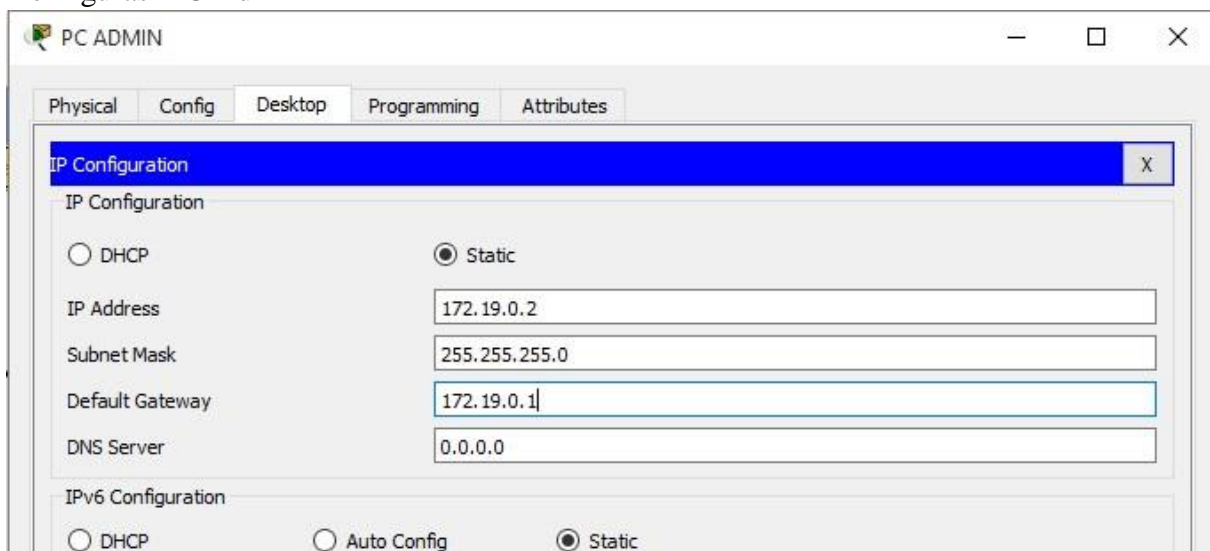 PC ADMIN
Physical Config Desktop Programming Attributes
IP Configuration X
IP Configuration
DHCP Static
IP Address 172.19.0.2
Subnet Mask 255.255.255.0
Default Gateway 172.19.0.1
DNS Server 0.0.0.0
IPv6 Configuration
DHCP Auto Config Static